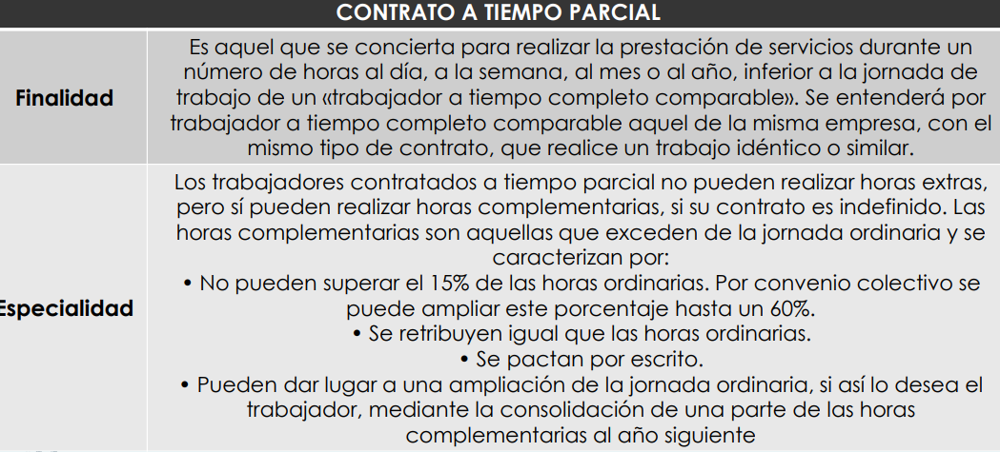 CONTRATO A TIEMPO PARCIAL
Finalidad
Es aquel que se concierta para realizar la prestación de servicios durante un
número de horas al día, a la semana, al mes o al año, inferior a la jornada de
trabajo de un «trabajador a tiempo completo comparable». Se entenderá por
trabajador a tiempo completo comparable aquel de la misma empresa, con el
mismo tipo de contrato, que realice un trabajo idéntico o similar.
Especialidad
Los trabajadores contratados a tiempo parcial no pueden realizar horas extras,
pero sí pueden realizar horas complementarias, si su contrato es indefinido. Las
horas complementarias son aquellas que exceden de la jornada ordinaria y se
caracterizan por:
• No pueden superar el 15% de las horas ordinarias. Por convenio colectivo se
puede ampliar este porcentaje hasta un 60%.
• Se retribuyen igual que las horas ordinarias.
• Se pactan por escrito.
• Pueden dar lugar a una ampliación de la jornada ordinaria, si así lo desea el
trabajador, mediante la consolidación de una parte de las horas
complementarias al año siguiente